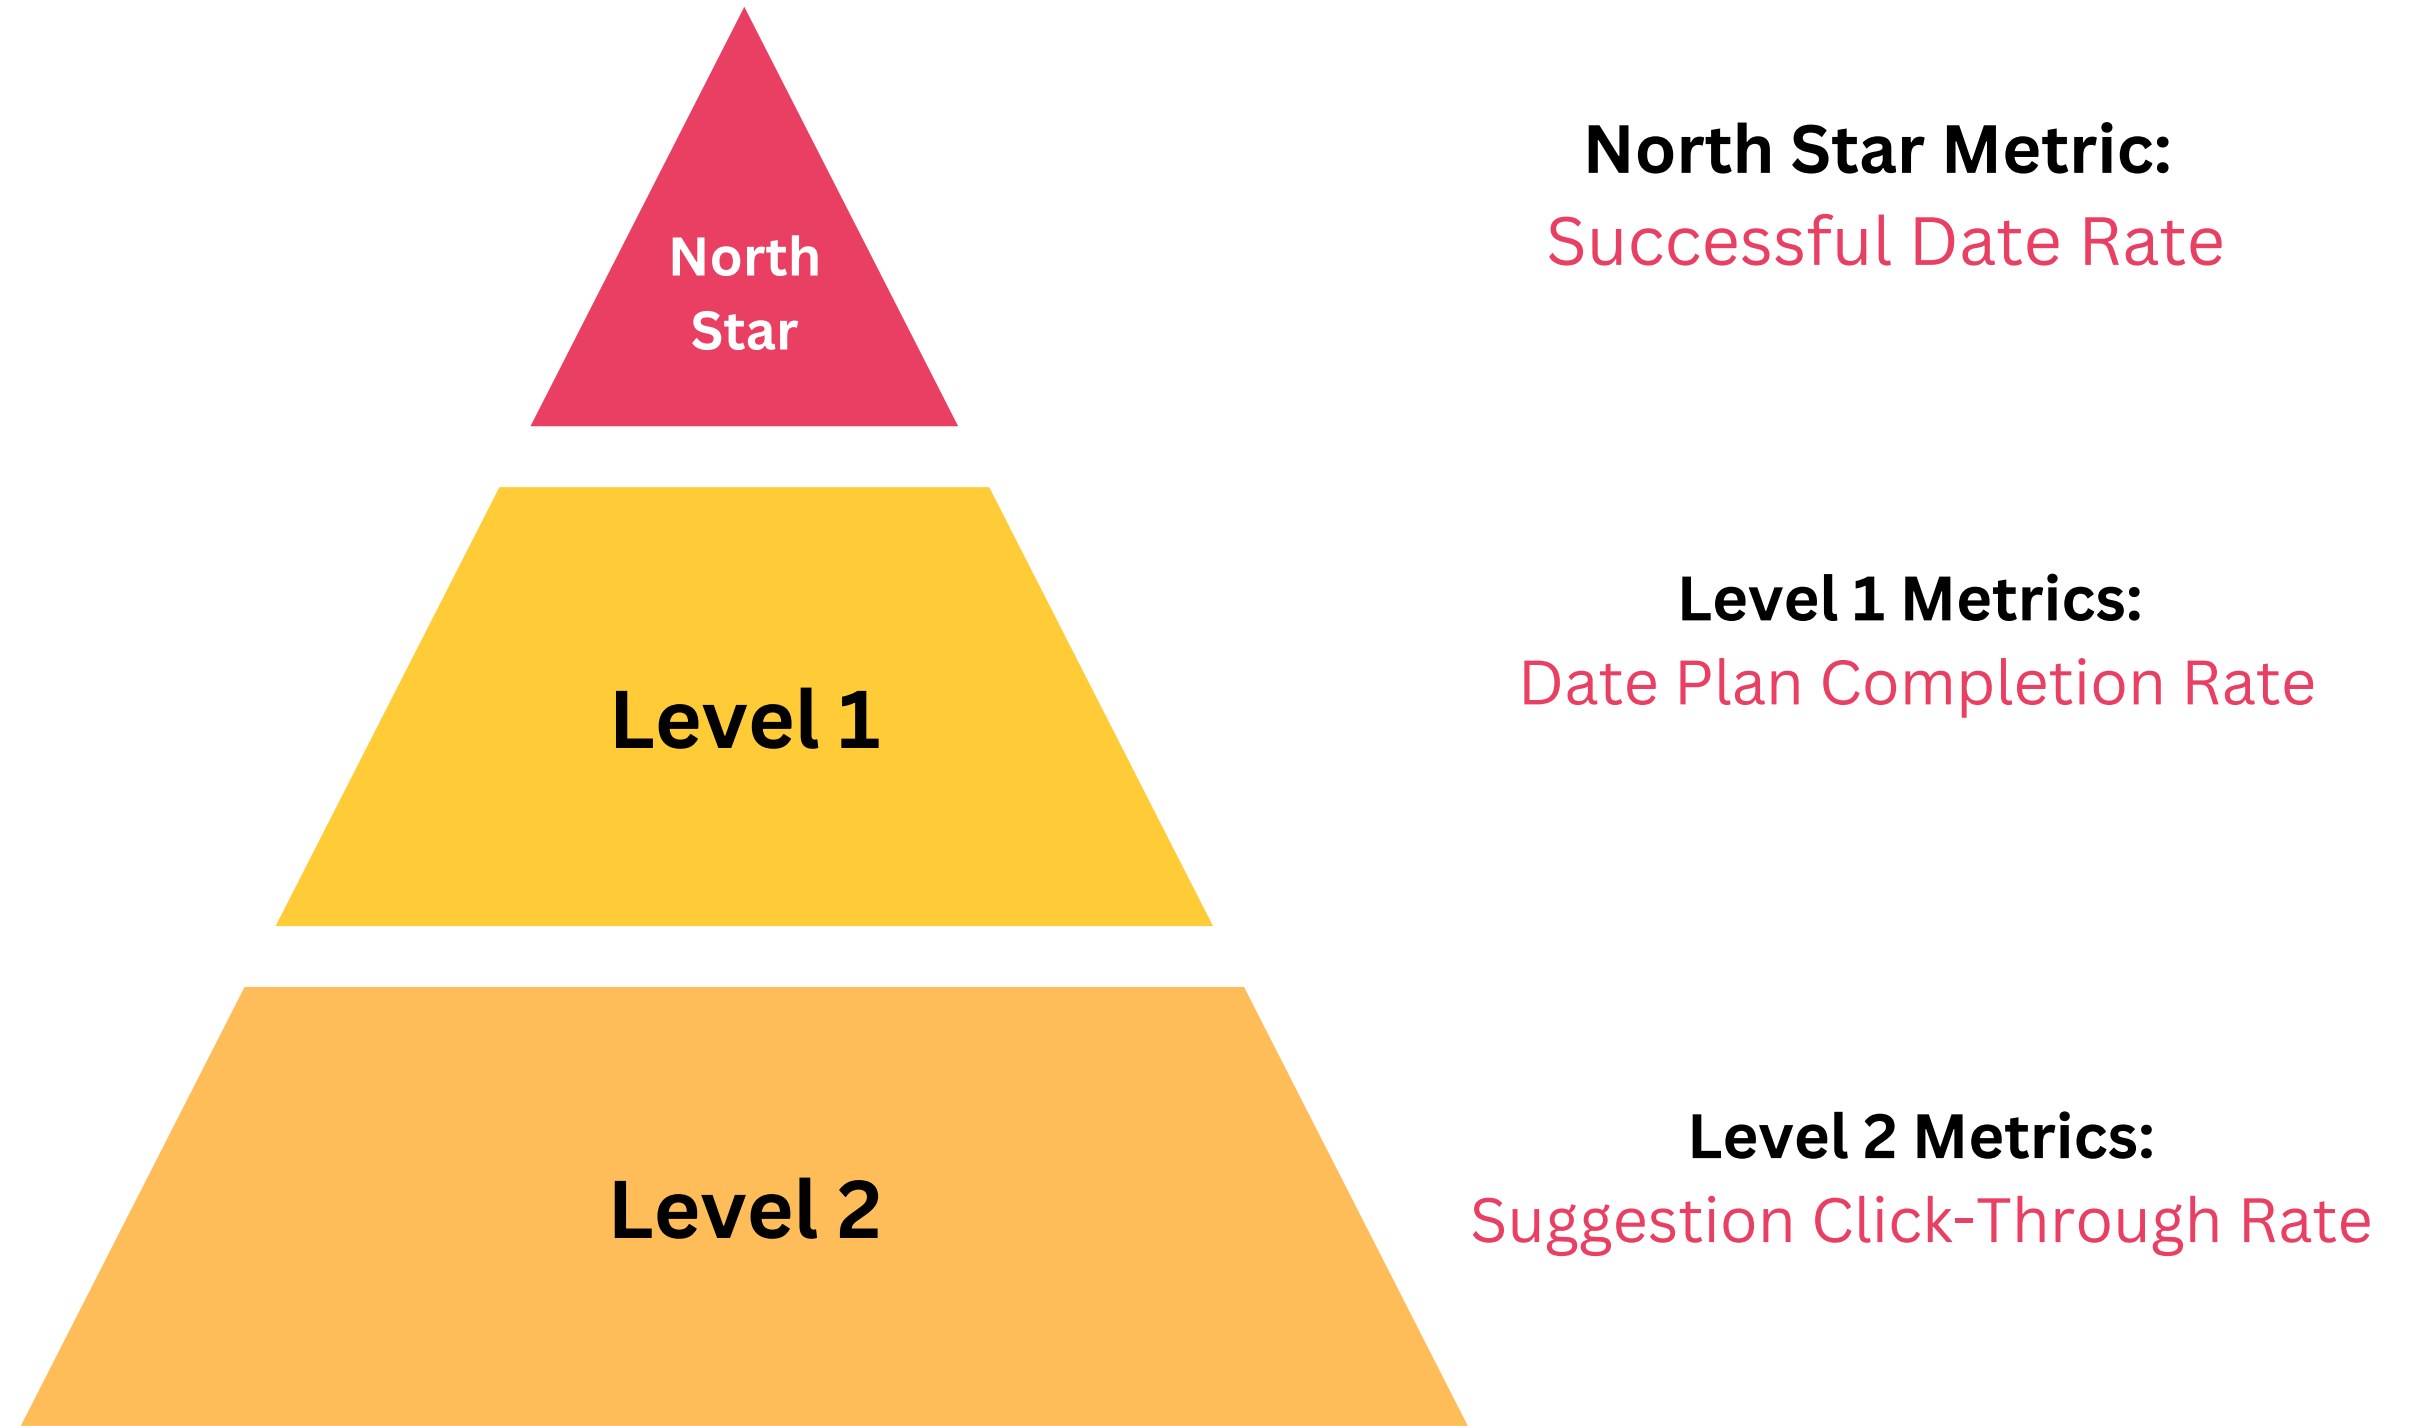 North
Star
North Star Metric:
Successful Date Rate
Level 1
Level 1 Metrics:
Date Plan Completion Rate
Level 2
Level 2 Metrics:
Suggestion Click-Through Rate